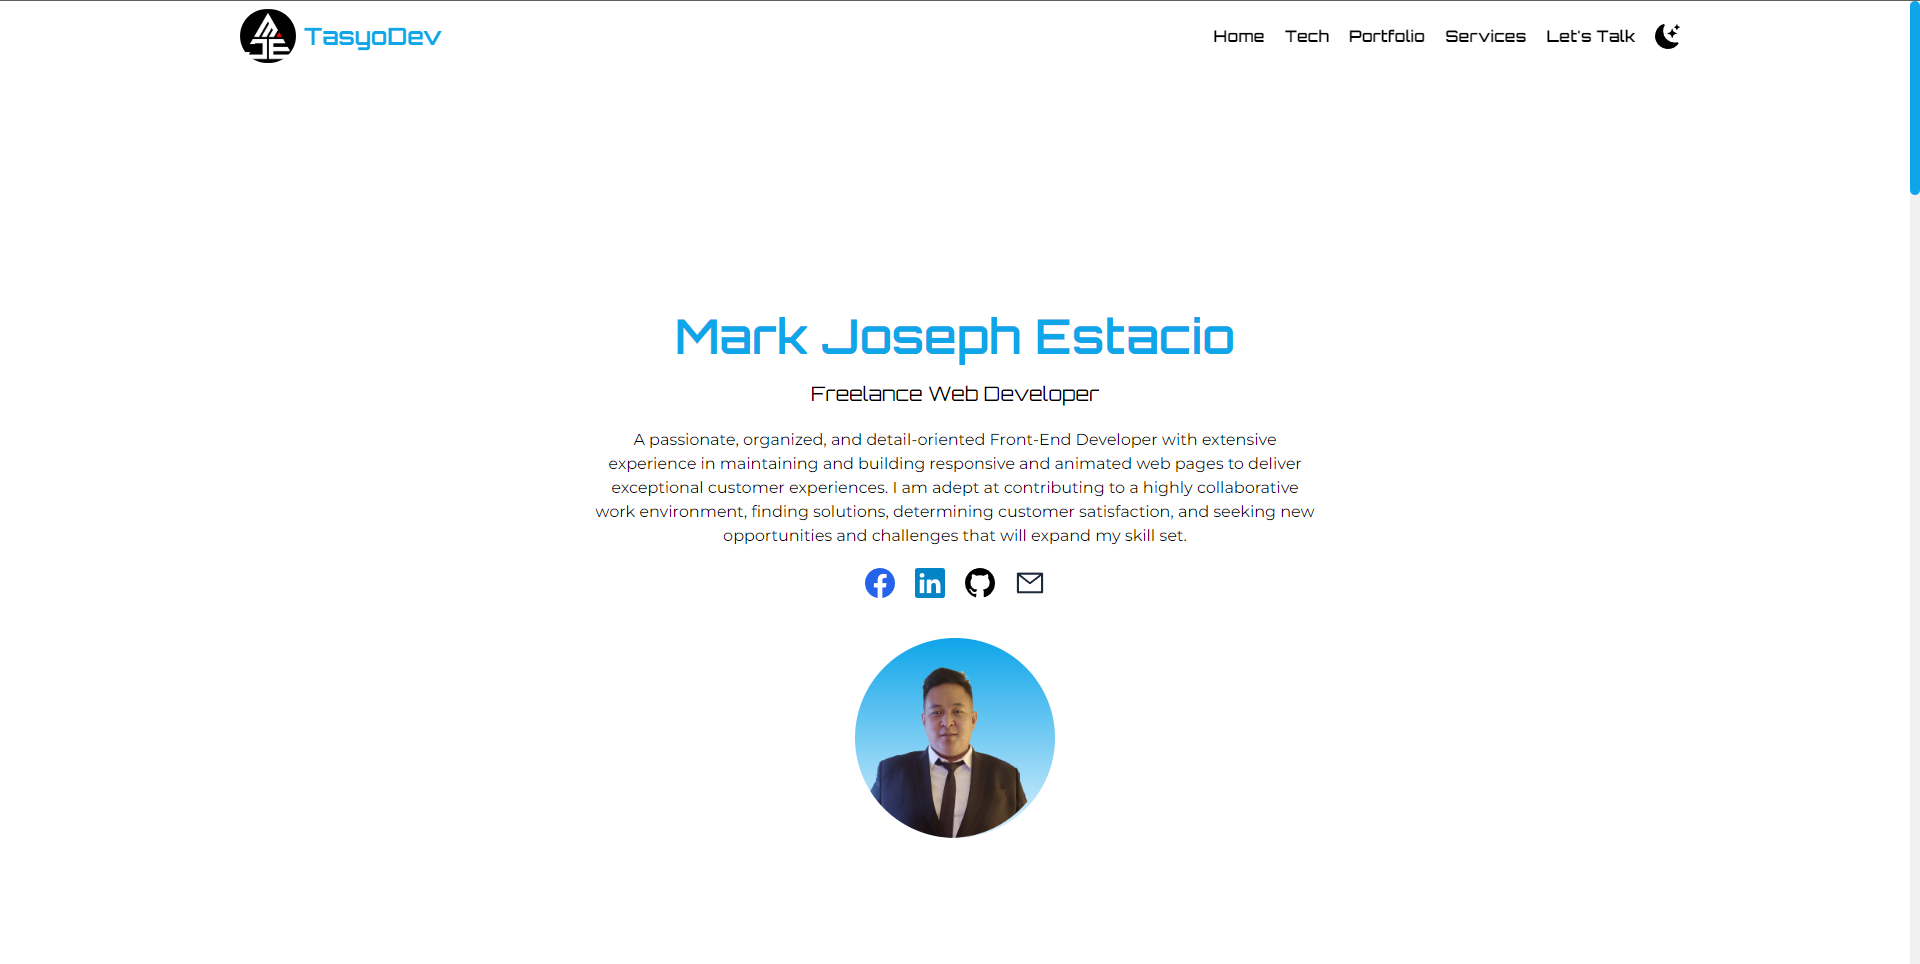 TasyoDev
Home Tech Portfolio Services Let's Talk
Mark Joseph Estacio
Freelance Web Developer
A passionate, organized, and detail-oriented Front-End Developer with extensive
experience in maintaining and building responsive and animated web pages to deliver
exceptional customer experiences. I am adept at contributing to a highly collaborative
work environment, finding solutions, determining customer satisfaction, and seeking new
opportunities and challenges that will expand my skill set.
in